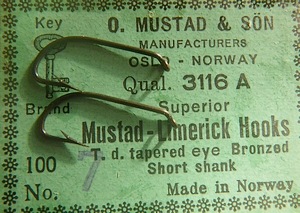 Key O. MUSTAD & SÖN
MANUFACTURERS
OSLO - NORWAY
Qual. 3116 A
Brand Superior
Mustad-Limerick Hooks
100 T. d. tapered eye Bronzed
Short shank
No. 7 Made in Norway